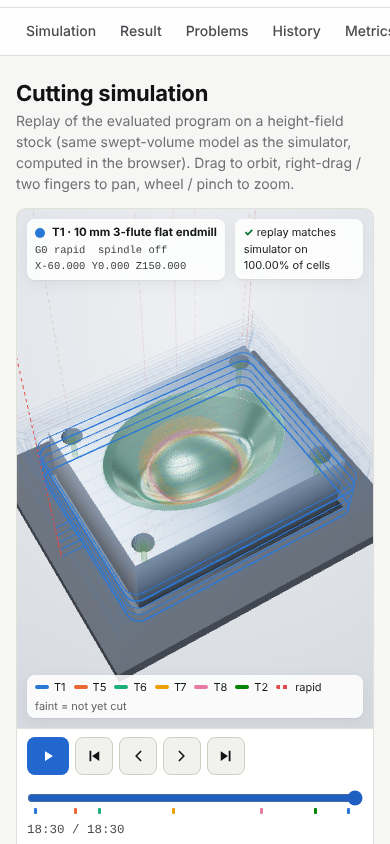 Simulation Result Problems History Metrics
Cutting simulation
Replay of the evaluated program on a height-field
stock (same swept-volume model as the simulator,
computed in the browser). Drag to orbit, right-drag /
two fingers to pan, wheel / pinch to zoom.
T1 · 10 mm 3-flute flat endmill
G0 rapid spindle off
X-60.000 Y0.000 Z150.000
✓ replay matches
simulator on
100.00% of cells
T1 T5 T6 T7 T8 T2 rapid
faint = not yet cut
18:30 / 18:30